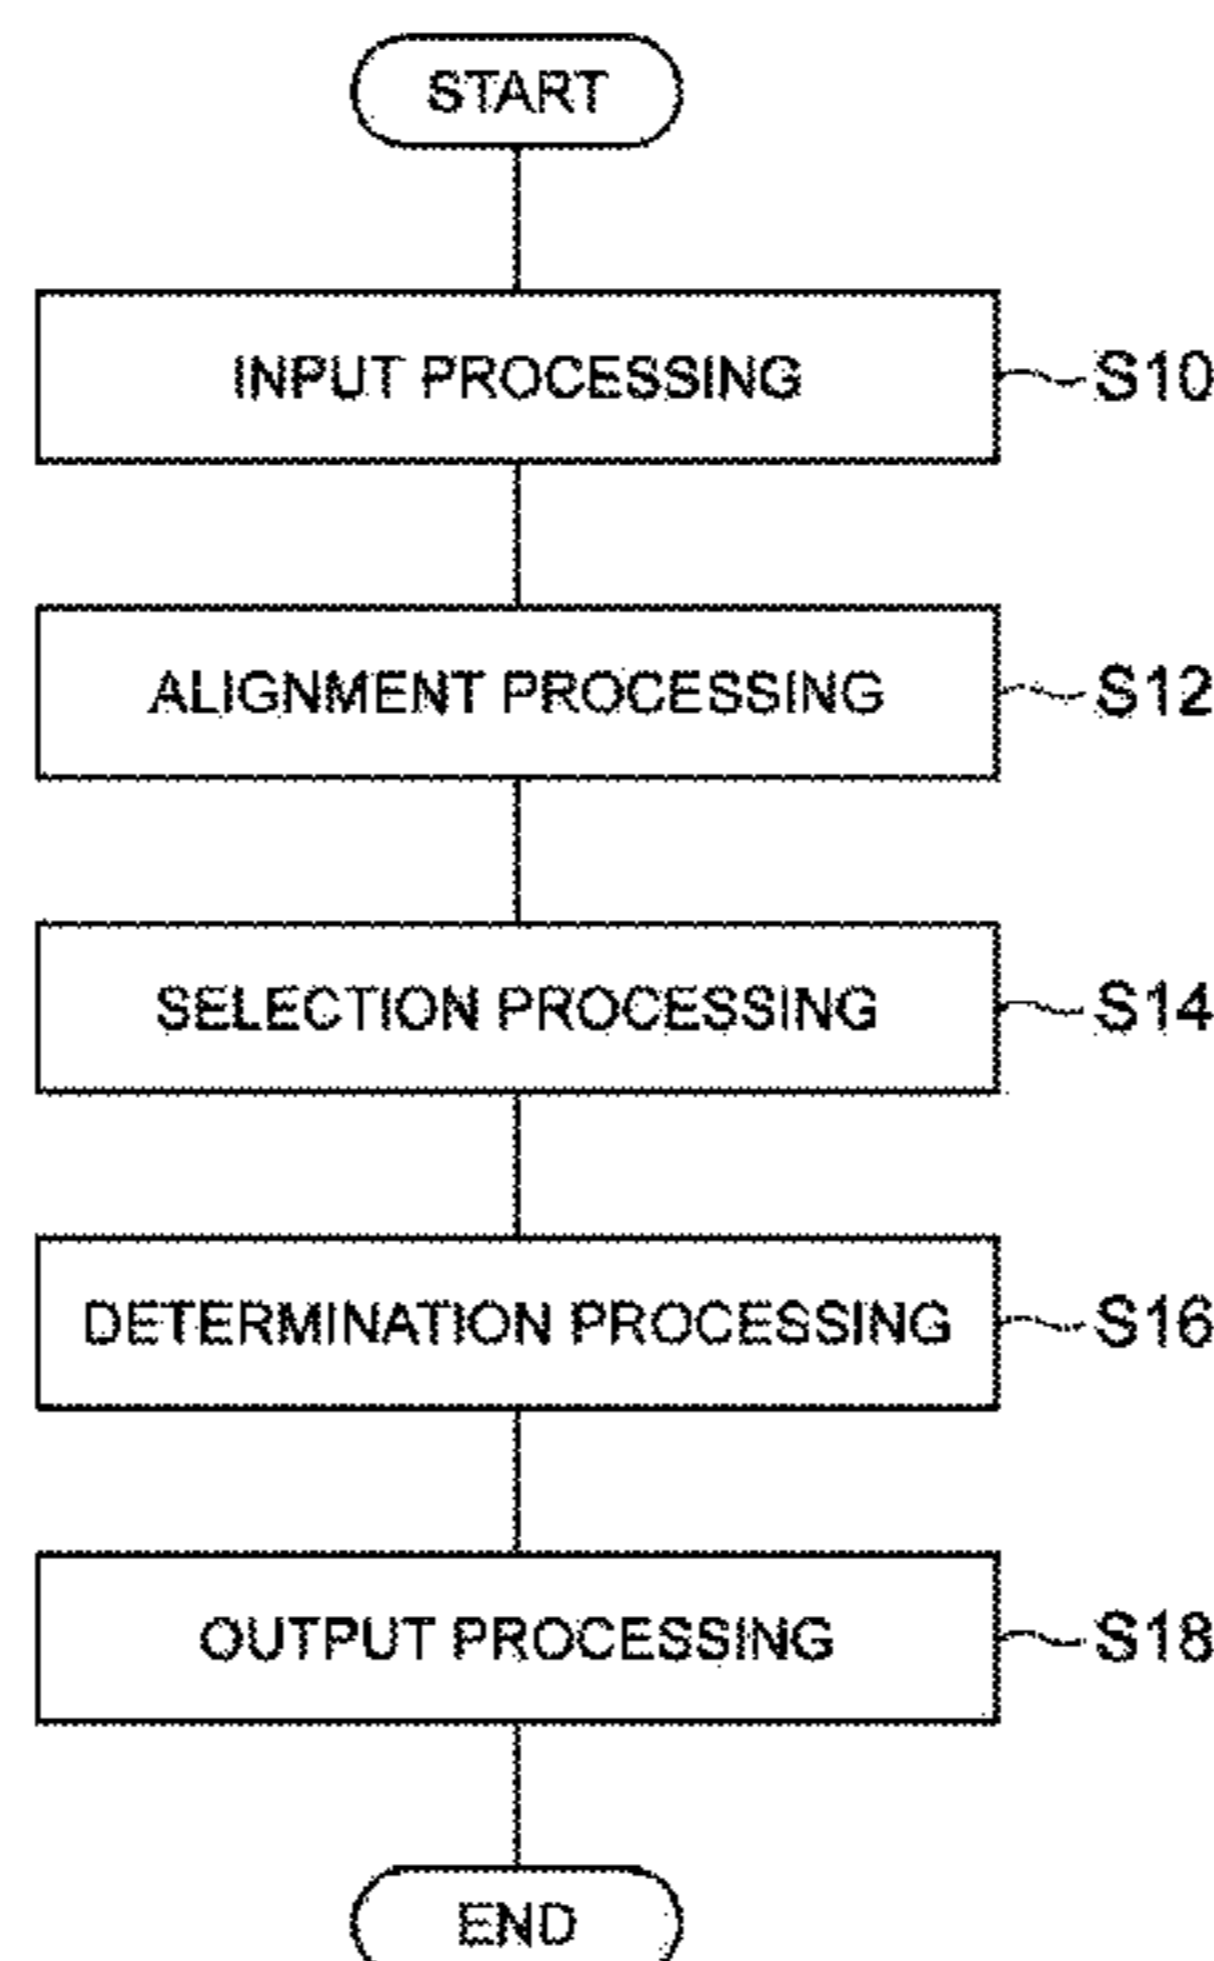 START
INPUT PROCESSING
S10
ALIGNMENT PROCESSING
S12
SELECTION PROCESSING
S14
DETERMINATION PROCESSING
S16
OUTPUT PROCESSING
S18
END